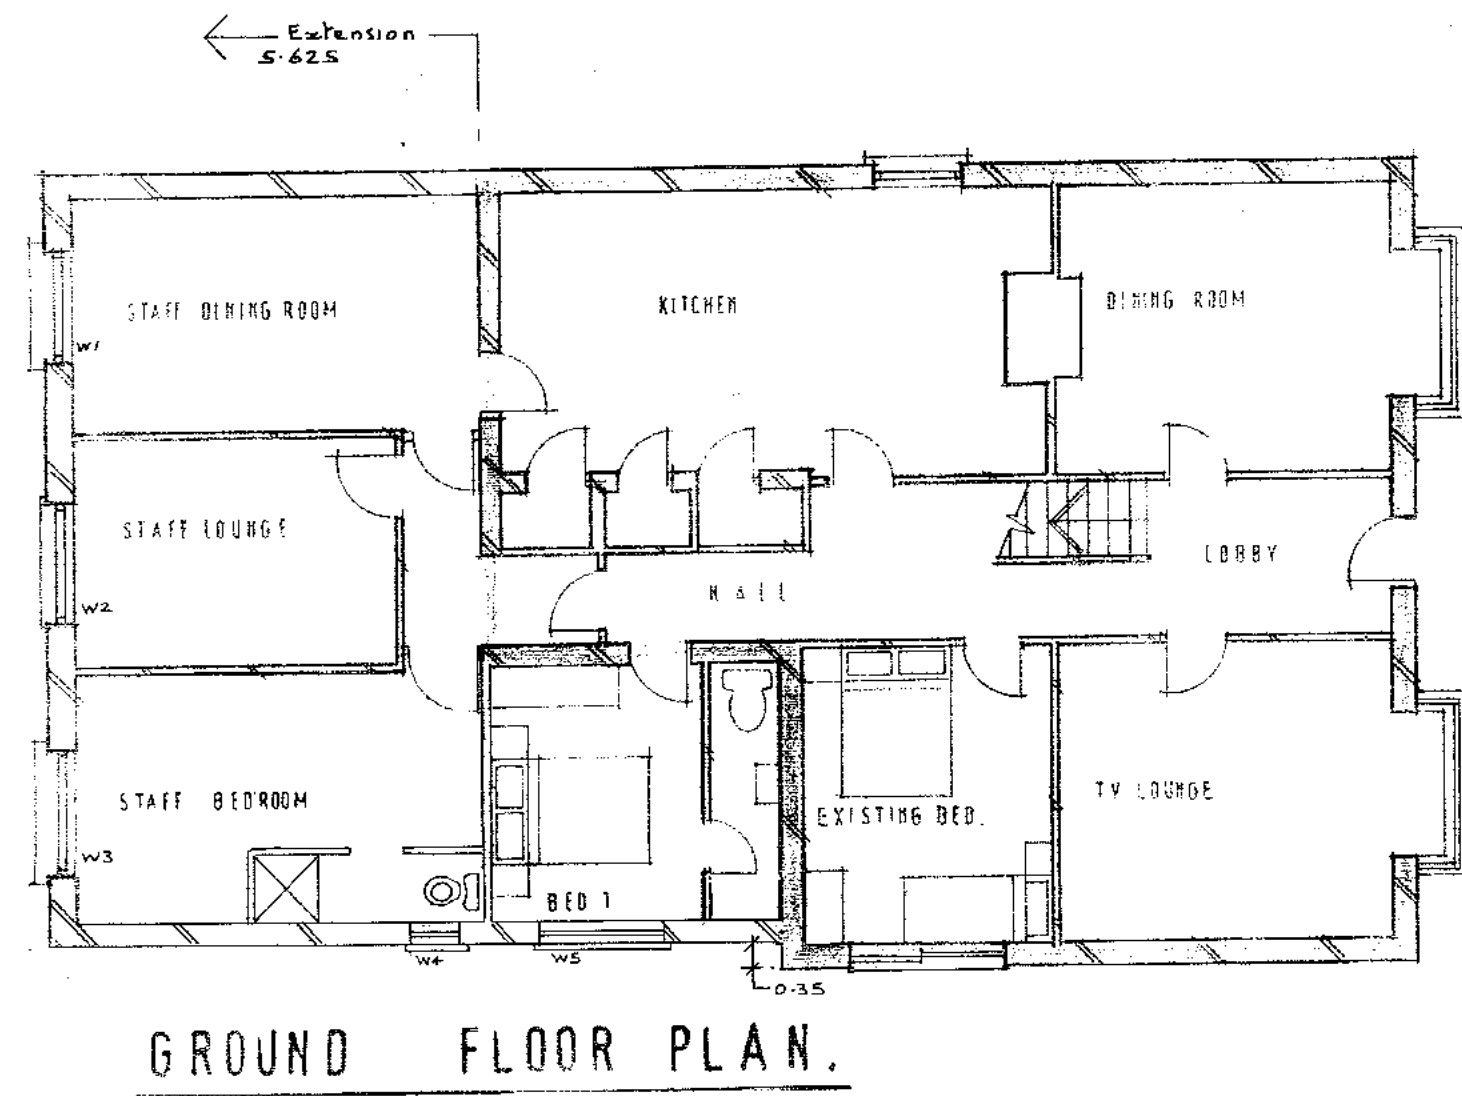 Extension
5.625
STAFF DINING ROOM
KITCHEN
DINING ROOM
W1
STAFF LOUNGE
LOBBY
W2
HALL
STAFF BEDROOM
TV LOUNGE
EXISTING BED.
W3
BED 1
W4
W5
0.35
GROUND FLOOR PLAN.